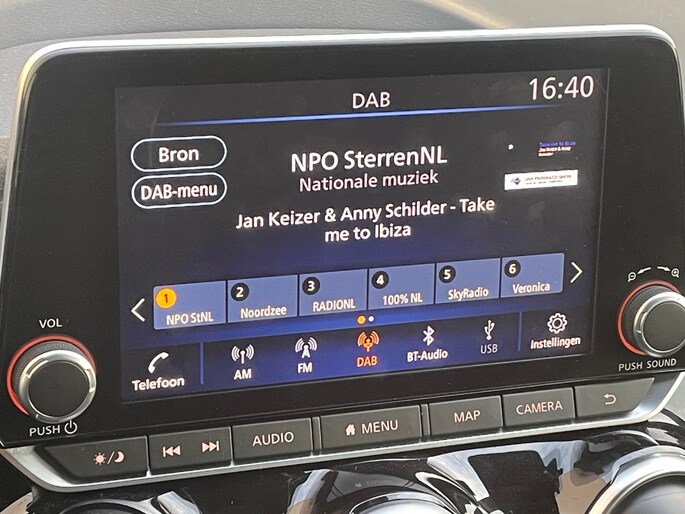 DAB
16:40
Bron
DAB-menu
NPO SterrenNL
Nationale muziek
Jan Keizer & Anny Schilder - Take
me to Ibiza
1 NPO StNL
2 Noordzee
3 RADIONL
4 100% NL
5 SkyRadio
6 Veronica
Telefoon
AM
FM
DAB
BT-Audio
USB
Instellingen
VOL
PUSH
PUSH SOUND
AUDIO
MENU
MAP
CAMERA